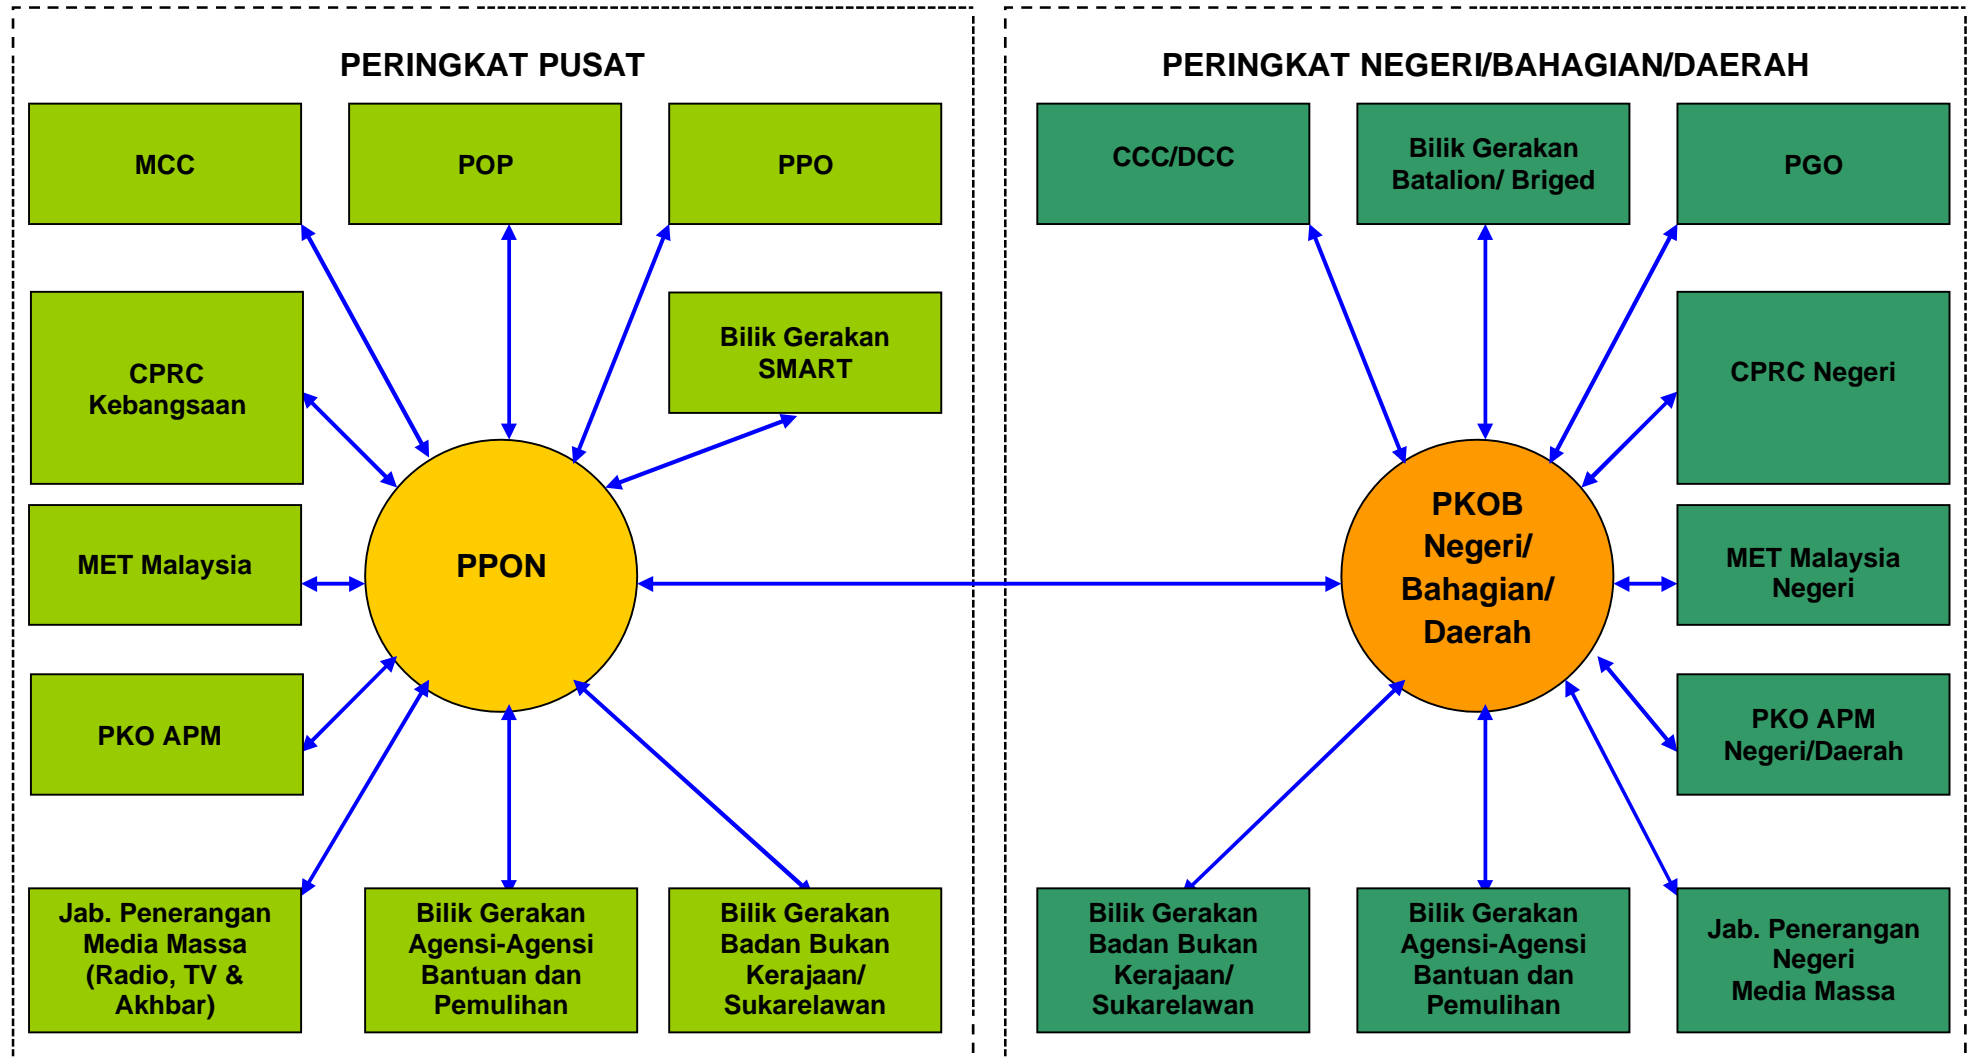 PERINGKAT PUSAT
MCC
POP
PPO
CPRC
Kebangsaan
Bilik Gerakan
SMART
MET Malaysia
PPON
PKO APM
Jab. Penerangan
Media Massa
(Radio, TV &
Akhbar)
Bilik Gerakan
Agensi-Agensi
Bantuan dan
Pemulihan
Bilik Gerakan
Badan Bukan
Kerajaan/
Sukarelawan
PERINGKAT NEGERI/BAHAGIAN/DAERAH
CCC/DCC
Bilik Gerakan
Batalion/ Briged
PGO
CPRC Negeri
PKOB
Negeri/
Bahagian/
Daerah
MET Malaysia
Negeri
PKO APM
Negeri/Daerah
Bilik Gerakan
Badan Bukan
Kerajaan/
Sukarelawan
Bilik Gerakan
Agensi-Agensi
Bantuan dan
Pemulihan
Jab. Penerangan
Negeri
Media Massa